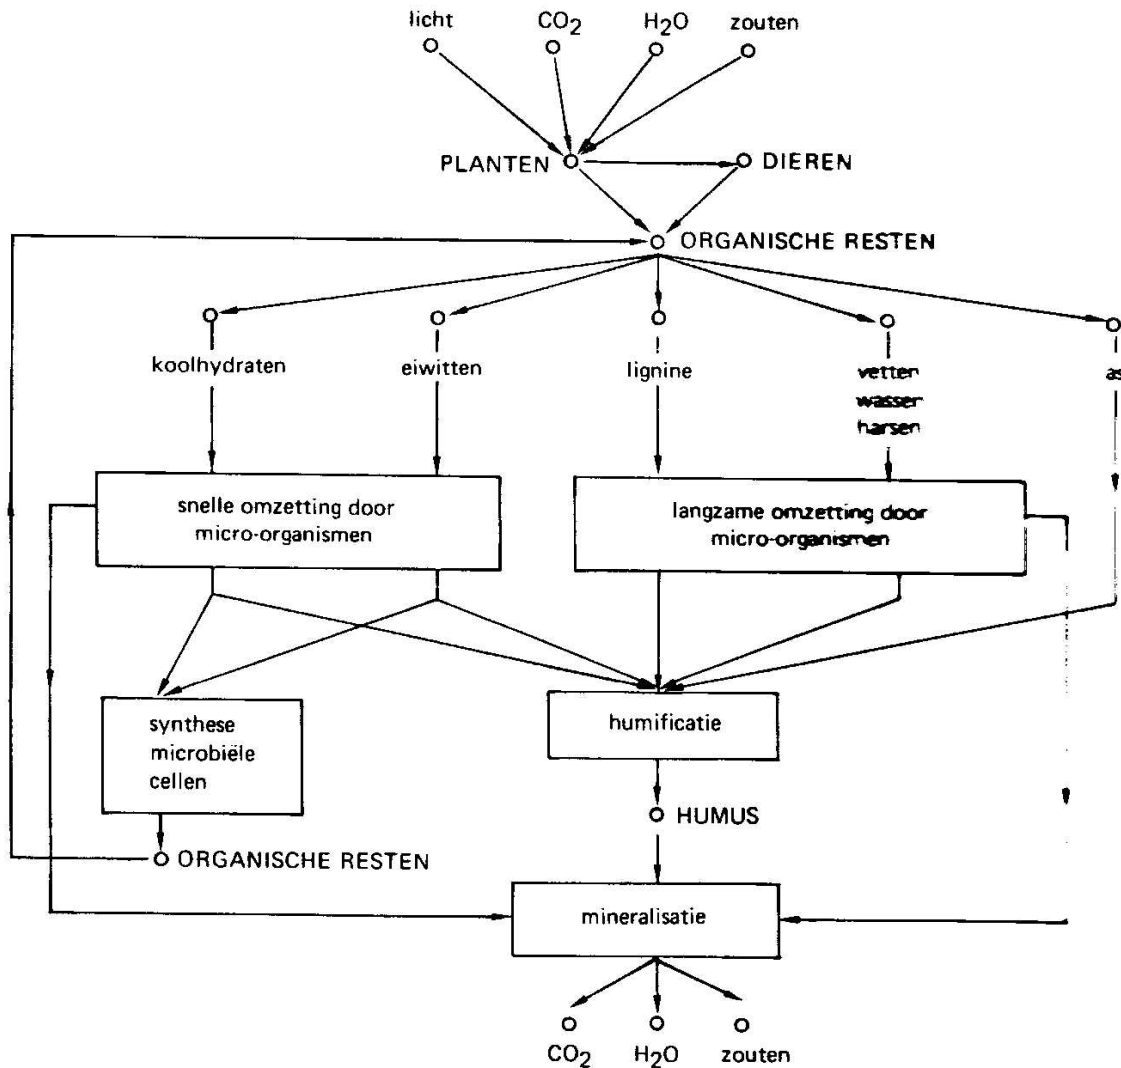 licht CO2 H2O zouten
PLANTEN DIEREN
ORGANISCHE RESTEN
koolhydraten eiwitten lignine vetten as
wassen
harsen
snelle omzetting door
micro-organismen
langzame omzetting door
micro-organismen
synthese
microbiële
cellen
humificatie
HUMUS
ORGANISCHE RESTEN
mineralisatie
CO2 H2O zouten